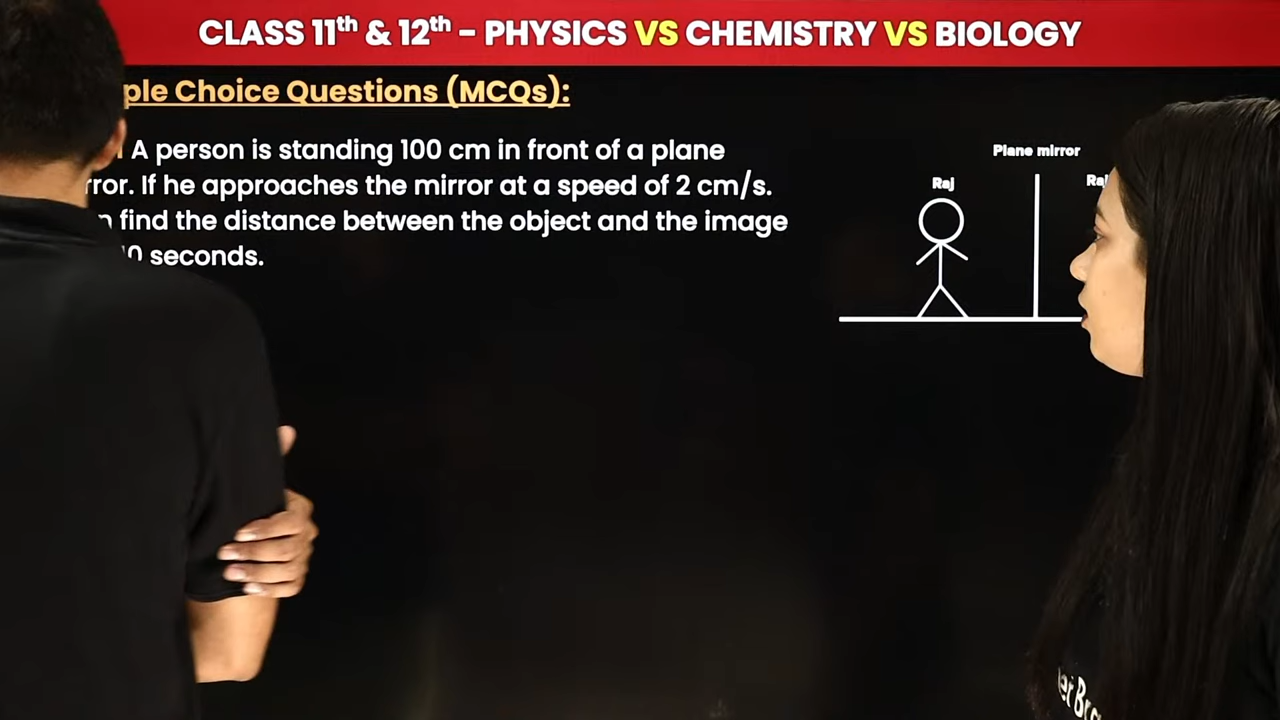 CLASS 11th & 12th – PHYSICS VS CHEMISTRY VS BIOLOGY
Choice Questions (MCQs):
A person is standing 100 cm in front of a plane
If he approaches the mirror at a speed of 2 cm/s.
find the distance between the object and the image
seconds.
Plane mirror
Raj